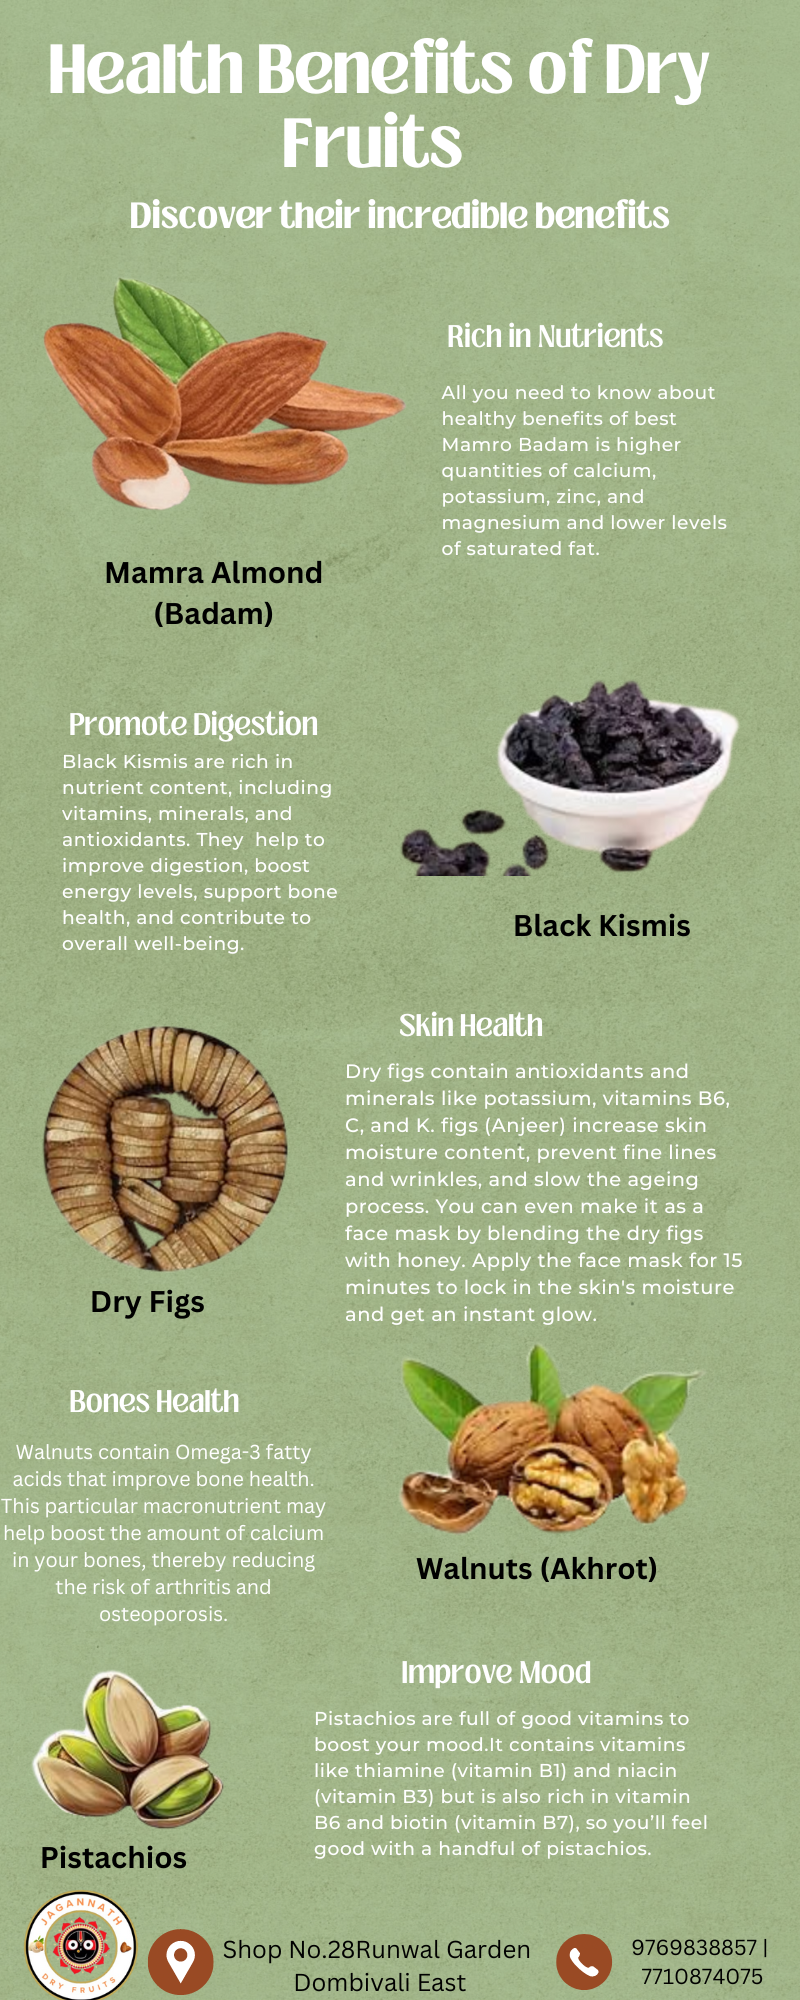 Health Benefits of Dry
Fruits
Discover their incredible benefits
Rich in Nutrients
All you need to know about
healthy benefits of best
Mamro Badam is higher
quantities of calcium,
potassium, zinc, and
magnesium and lower levels
of saturated fat.
Mamra Almond
(Badam)
Promote Digestion
Black Kismis are rich in
nutrient content, including
vitamins, minerals, and
antioxidants. They  help to
improve digestion, boost
energy levels, support bone
health, and contribute to
overall well-being.
Black Kismis
Skin Health
Dry figs contain antioxidants and
minerals like potassium, vitamins B6,
C, and K. figs (Anjeer) increase skin
moisture content, prevent fine lines
and wrinkles, and slow the ageing
process. You can even make it as a
face mask by blending the dry figs
with honey. Apply the face mask for 15
minutes to lock in the skin's moisture
and get an instant glow.
Dry Figs
Bones Health
Walnuts contain Omega-3 fatty
acids that improve bone health.
This particular macronutrient may
help boost the amount of calcium
in your bones, thereby reducing
the risk of arthritis and
osteoporosis.
Walnuts (Akhrot)
Improve Mood
Pistachios are full of good vitamins to
boost your mood.It contains vitamins
like thiamine (vitamin B1) and niacin
(vitamin B3) but is also rich in vitamin
B6 and biotin (vitamin B7), so you’ll feel
good with a handful of pistachios.
Pistachios
JAGANNATH
DRY FRUITS
Shop No.28Runwal Garden
Dombivali East
9769838857 |
7710874075